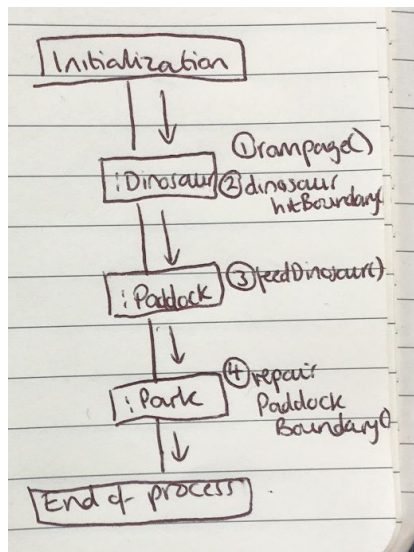 Initialization
①rampage()
:Dinosaur
②dinosaur
hitBoundary
:Paddock
③feedDinosaur()
:Park
④repair
Paddock
Boundary()
End of process